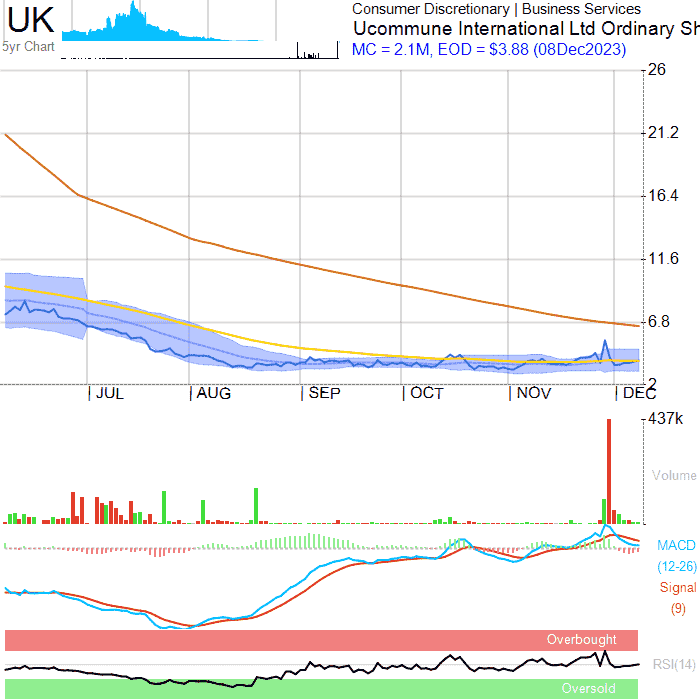 UK
5yr Chart
Consumer Discretionary | Business Services
Ucommune International Ltd Ordinary Sh
MC = 2.1M, EOD = $3.88 (08Dec2023)
26
21.2
16.4
11.6
6.8
2
JUL AUG SEP OCT NOV DEC
437k
Volume
MACD
(12-26)
Signal
(9)
Overbought
RSI(14)
Oversold